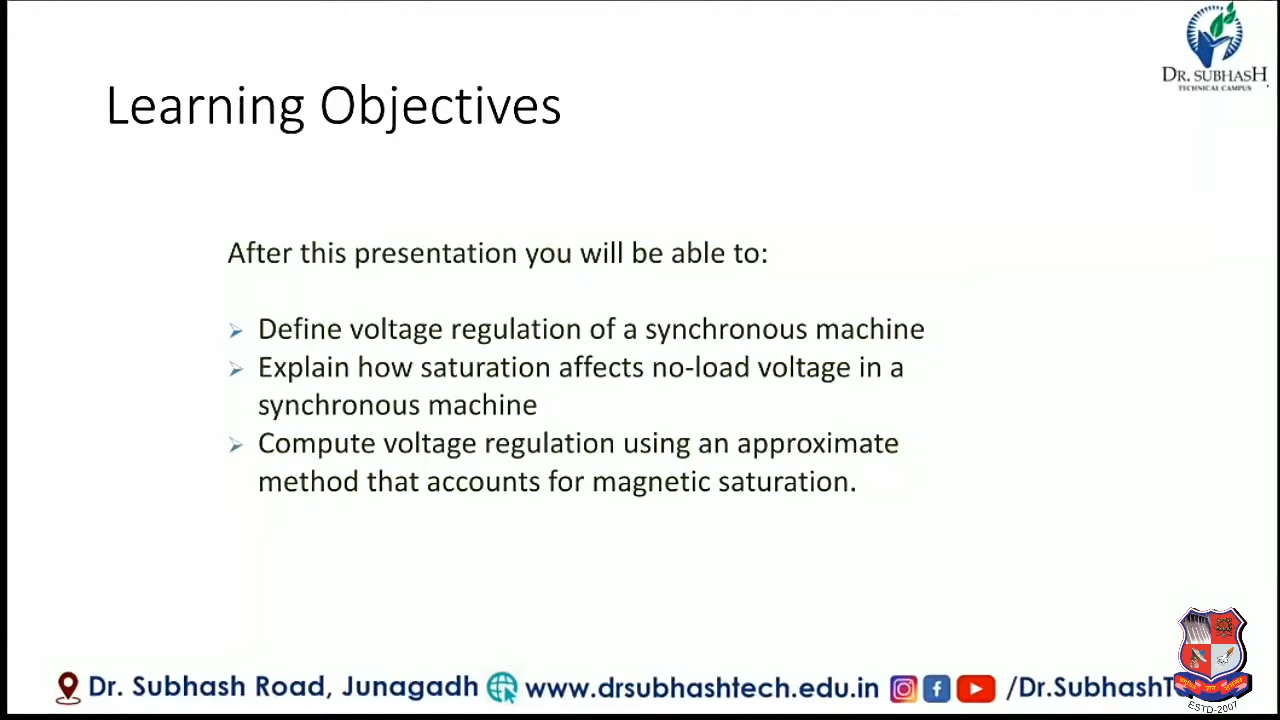 DR. SUBHASH
TECHNICAL CAMPUS
Learning Objectives
After this presentation you will be able to:
Define voltage regulation of a synchronous machine
Explain how saturation affects no-load voltage in a
synchronous machine
Compute voltage regulation using an approximate
method that accounts for magnetic saturation.
Dr. Subhash Road, Junagadh www.drsubhashtech.edu.in /Dr.SubhashT
ESTD-2007